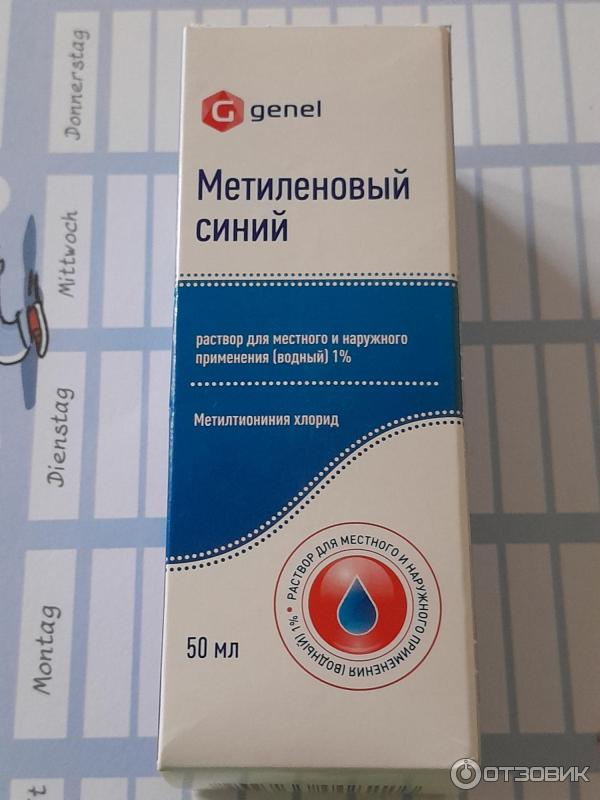 genel
Метиленовый
синий
раствор для местного и наружного
применения (водный) 1%
Метилтиониния хлорид
50 мл
РАСТВОР ДЛЯ МЕСТНОГО И НАРУЖНОГО ПРИМЕНЕНИЯ (ВОДНЫЙ) 1% •
Donnerstag
Mittwoch
Dienstag
Montag
ОТЗОВИК